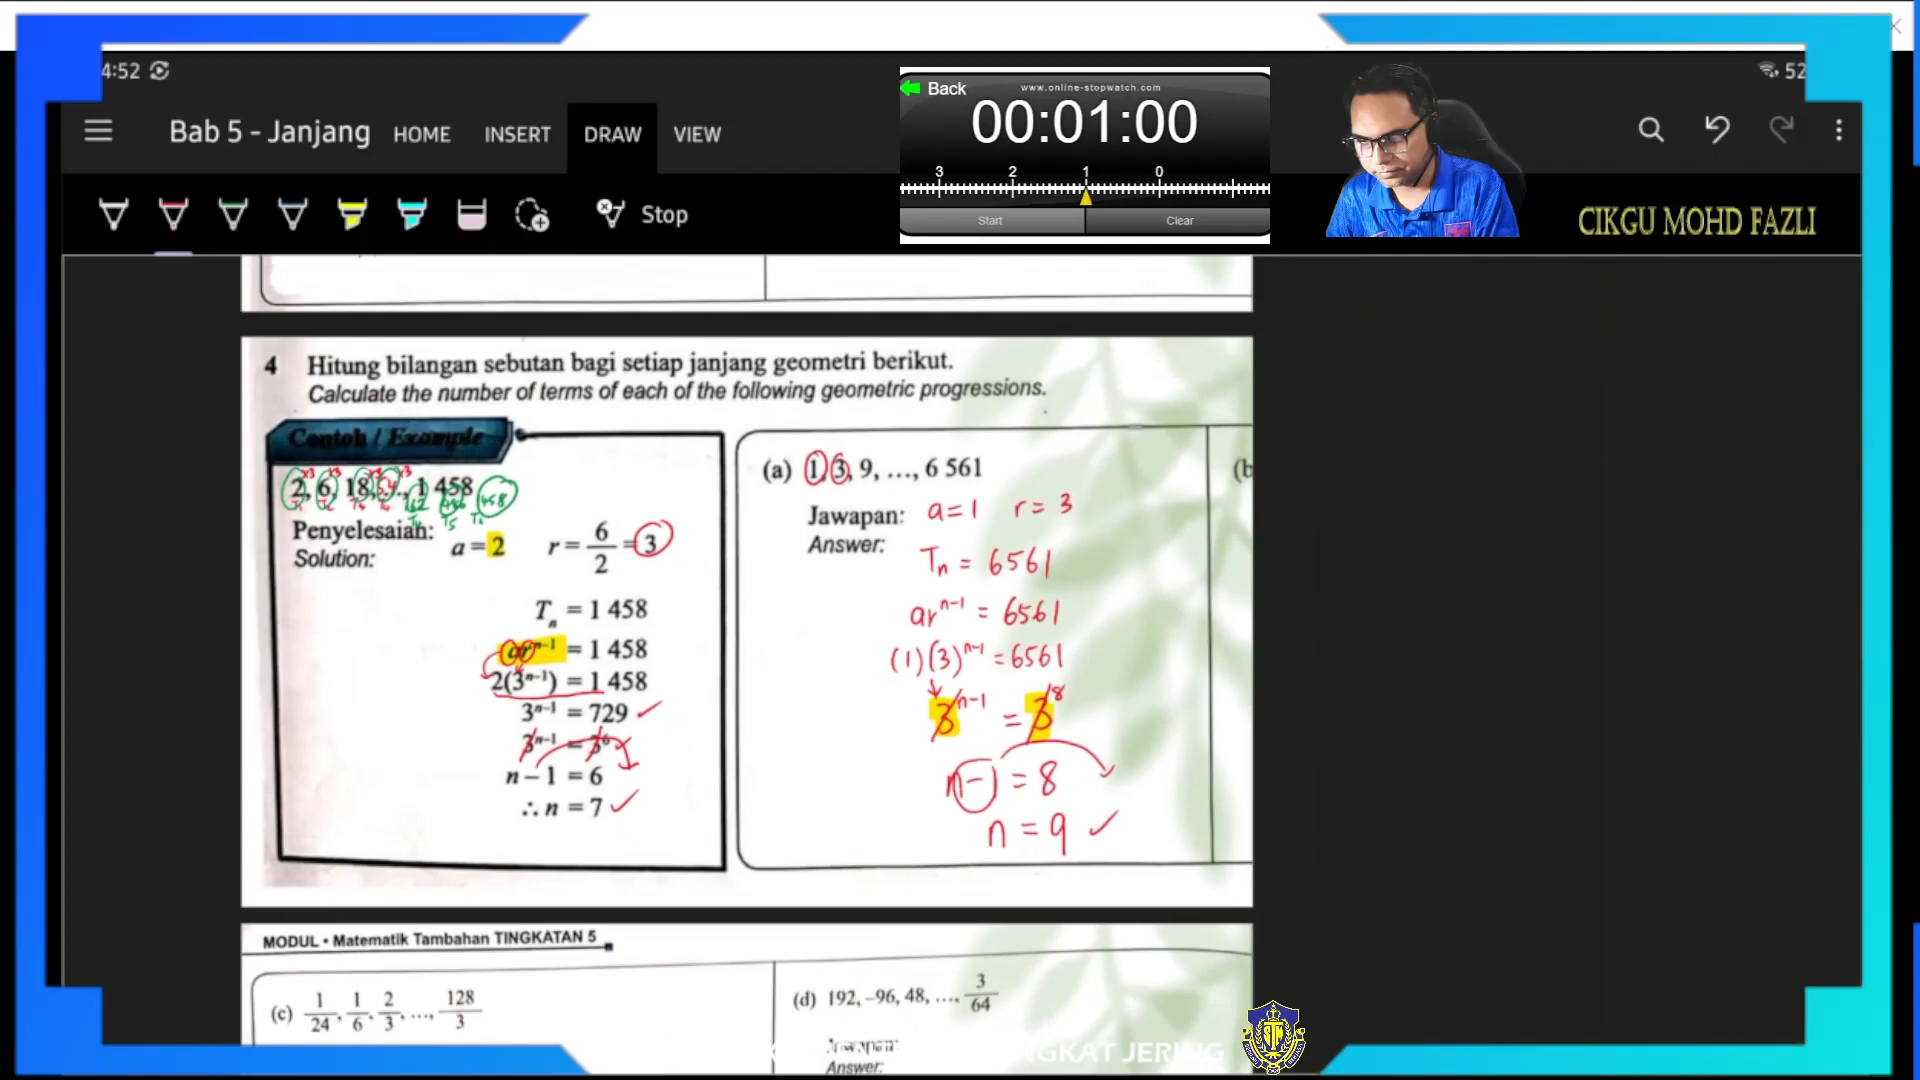 4:52
52
Bab 5 - Janjang HOME INSERT DRAW VIEW
Back
www.online-stopwatch.com
00:01:00
3 2 1 0
Start Clear
Stop
CIKGU MOHD FAZLI
4 Hitung bilangan sebutan bagi setiap janjang geometri berikut.
Calculate the number of terms of each of the following geometric progressions.
Contoh / Example
2, 6, 18, ..., 1 458
Penyelesaian:
Solution:
a = 2 r = 6/2 = 3
Tₙ = 1 458
arⁿ⁻¹ = 1 458
2(3ⁿ⁻¹) = 1 458
3ⁿ⁻¹ = 729
3ⁿ⁻¹ = 3⁶
n – 1 = 6
∴ n = 7
(a) 1, 3, 9, ..., 6 561
Jawapan: a = 1 r = 3
Answer:
Tₙ = 6561
arⁿ⁻¹ = 6561
(1)(3)ⁿ⁻¹ = 6561
3ⁿ⁻¹ = 3⁸
n-1 = 8
n = 9
(b
MODUL • Matematik Tambahan TINGKATAN 5
(c) 1/24, 1/6, 2/3, ..., 128/3
(d) 192, –96, 48, ..., 3/64
Jawapan:
Answer:
NGKAT JERING